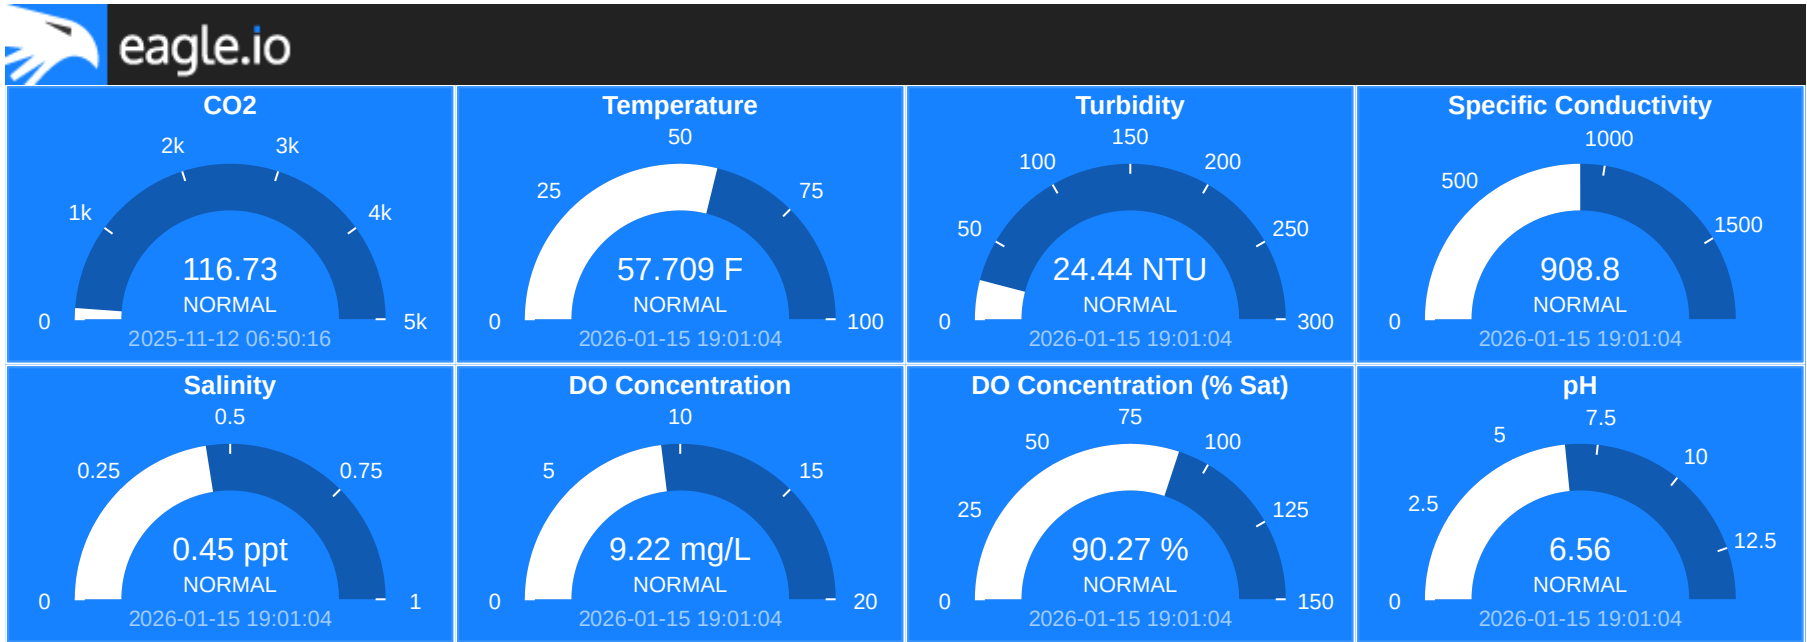 eagle.io
CO2
0
1k
2k
3k
4k
5k
116.73
NORMAL
2025-11-12 06:50:16
Temperature
0
25
50
75
100
57.709 F
NORMAL
2026-01-15 19:01:04
Turbidity
0
50
100
150
200
250
300
24.44 NTU
NORMAL
2026-01-15 19:01:04
Specific Conductivity
0
500
1000
1500
908.8
NORMAL
2026-01-15 19:01:04
Salinity
0
0.25
0.5
0.75
1
0.45 ppt
NORMAL
2026-01-15 19:01:04
DO Concentration
0
5
10
15
20
9.22 mg/L
NORMAL
2026-01-15 19:01:04
DO Concentration (% Sat)
0
25
50
75
100
125
150
90.27 %
NORMAL
2026-01-15 19:01:04
pH
0
2.5
5
7.5
10
12.5
6.56
NORMAL
2026-01-15 19:01:04